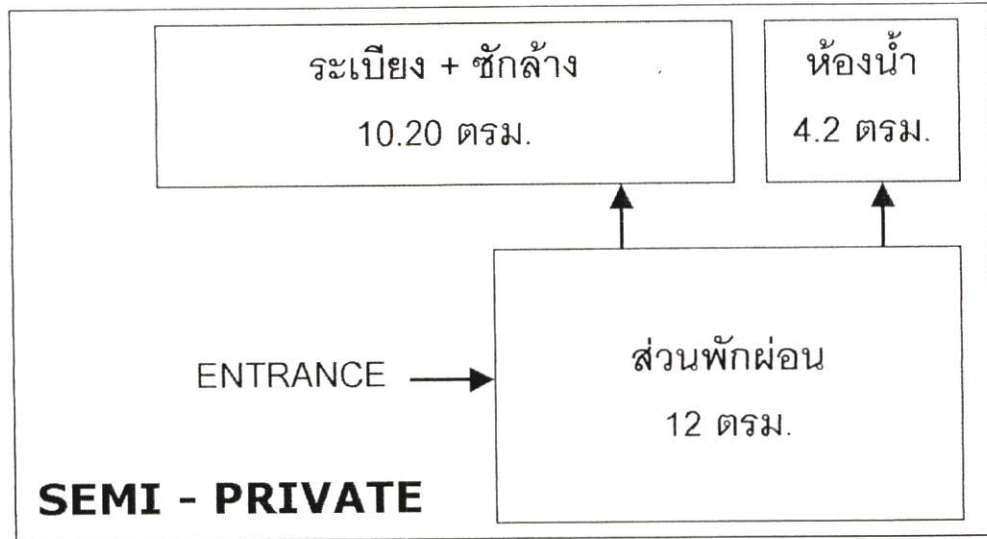 ระเบียง + ซักล้าง
10.20 ตรม.
ห้องน้ำ
4.2 ตรม.
ENTRANCE
ส่วนพักผ่อน
12 ตรม.
SEMI - PRIVATE